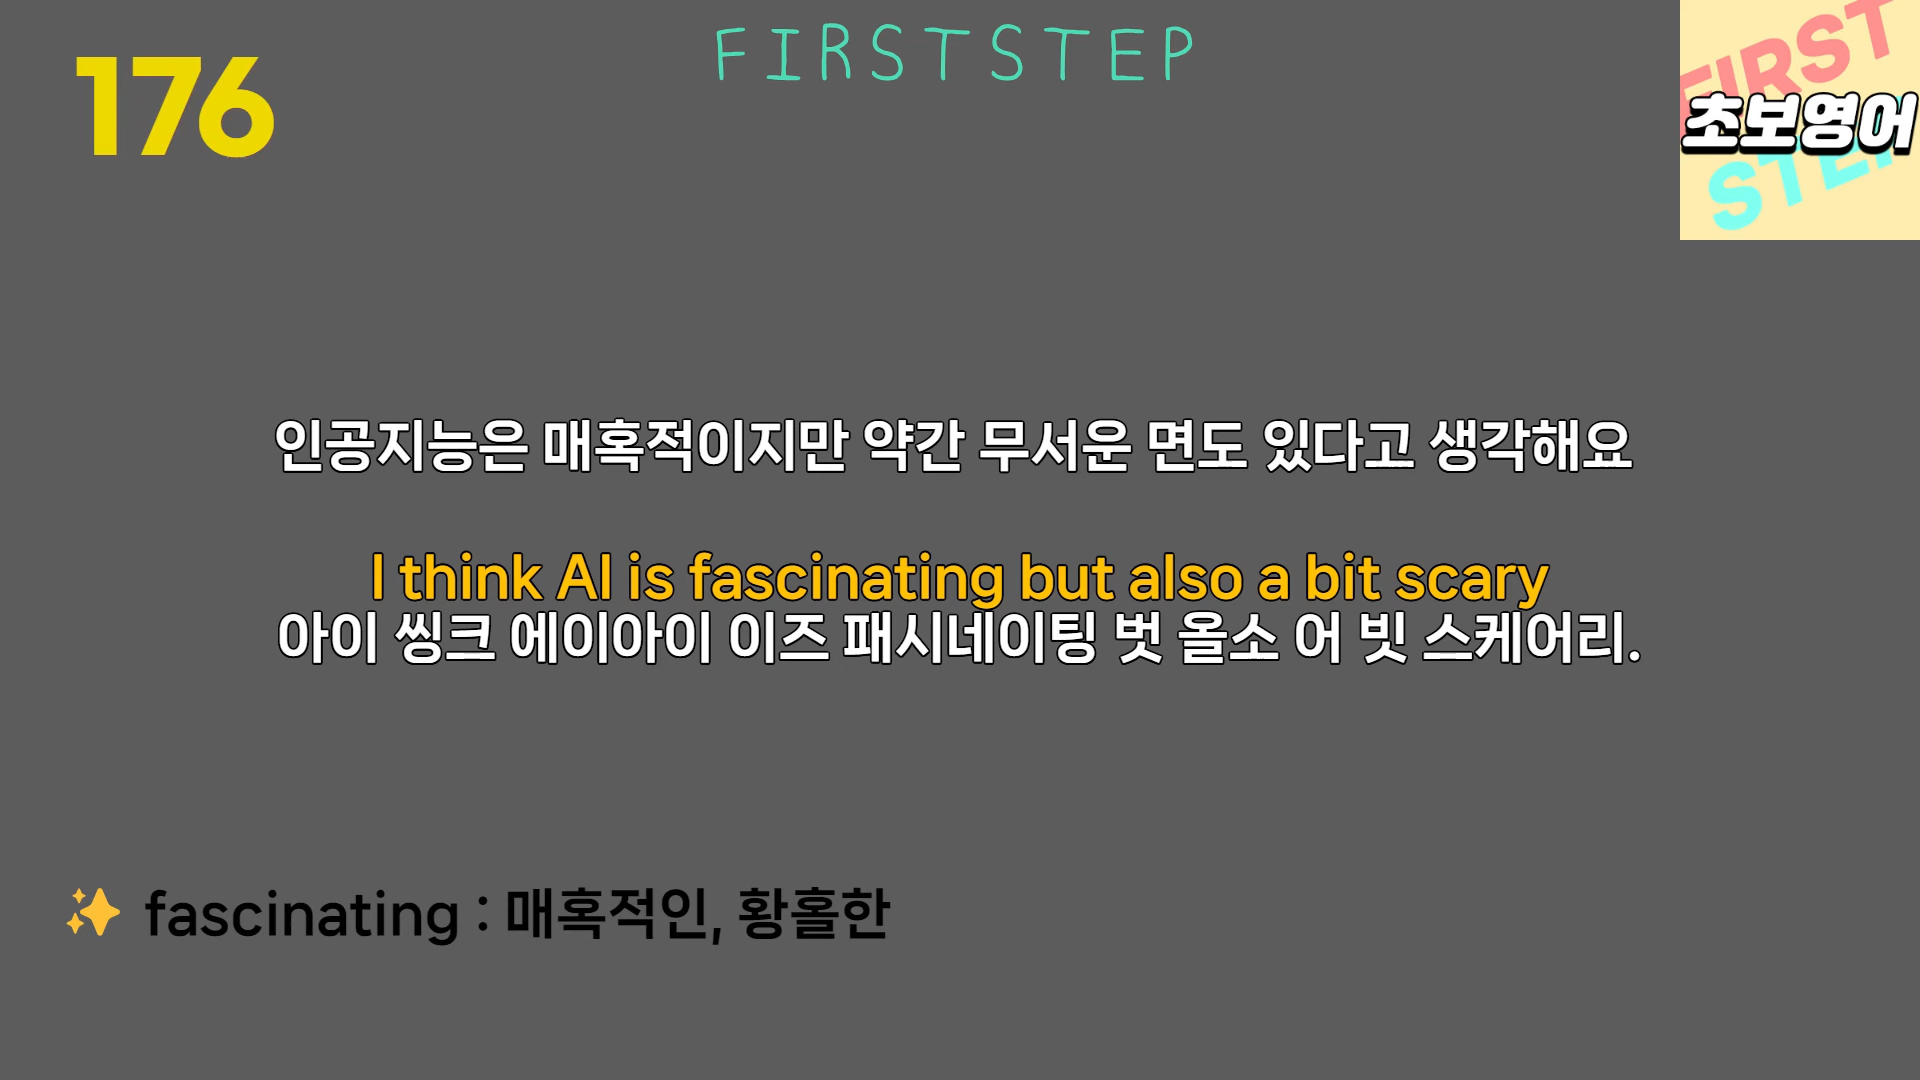 176
FIRSTSTEP
FIRST
초보영어
STEP
인공지능은 매혹적이지만 약간 무서운 면도 있다고 생각해요
I think AI is fascinating but also a bit scary
아이 씽크 에이아이 이즈 패시네이팅 벗 올소 어 빗 스케어리.
✨ fascinating : 매혹적인, 황홀한